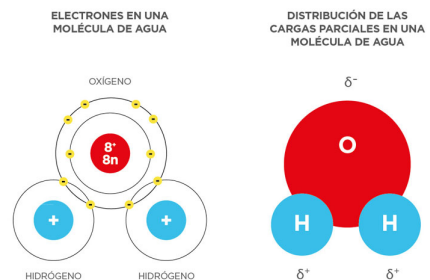 ELECTRONES EN UNA
MOLÉCULA DE AGUA
OXÍGENO
8⁺
8n
+
+
HIDRÓGENO
HIDRÓGENO
DISTRIBUCIÓN DE LAS
CARGAS PARCIALES EN UNA
MOLÉCULA DE AGUA
δ⁻
O
H
H
δ⁺
δ⁺